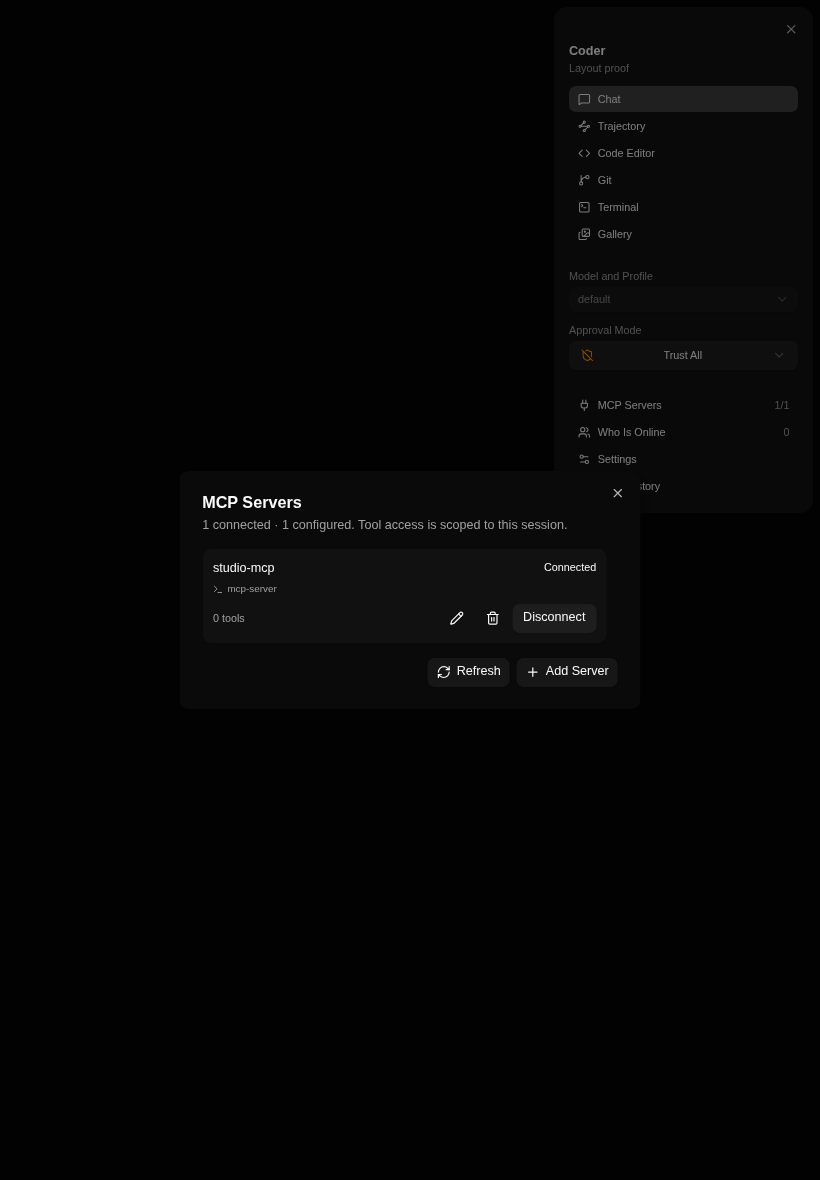 Coder
Layout proof
Chat
Trajectory
Code Editor
Git
Terminal
Gallery
Model and Profile
default
Approval Mode
Trust All
MCP Servers 1/1
Who Is Online 0
Settings
story
MCP Servers
1 connected · 1 configured. Tool access is scoped to this session.
studio-mcp Connected
mcp-server
0 tools Disconnect
Refresh Add Server